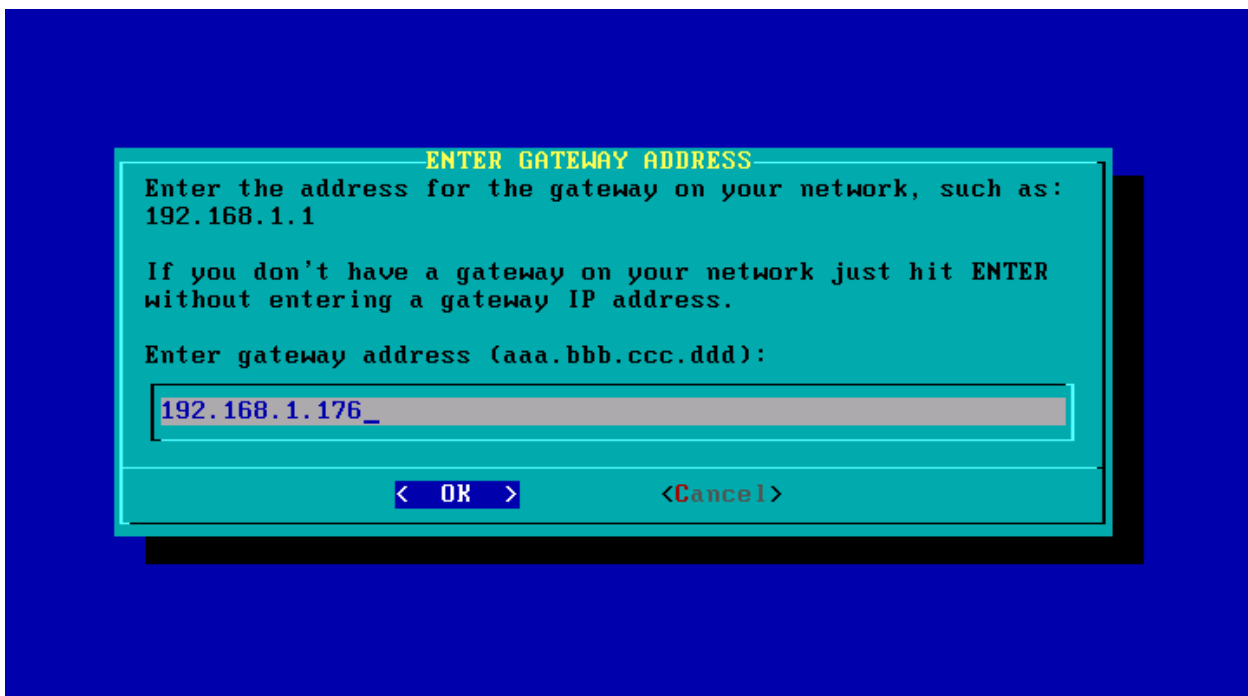 ENTER GATEWAY ADDRESS
Enter the address for the gateway on your network, such as:
192.168.1.1
If you don't have a gateway on your network just hit ENTER
without entering a gateway IP address.
Enter gateway address (aaa.bbb.ccc.ddd):
192.168.1.176_
< OK > <Cancel>